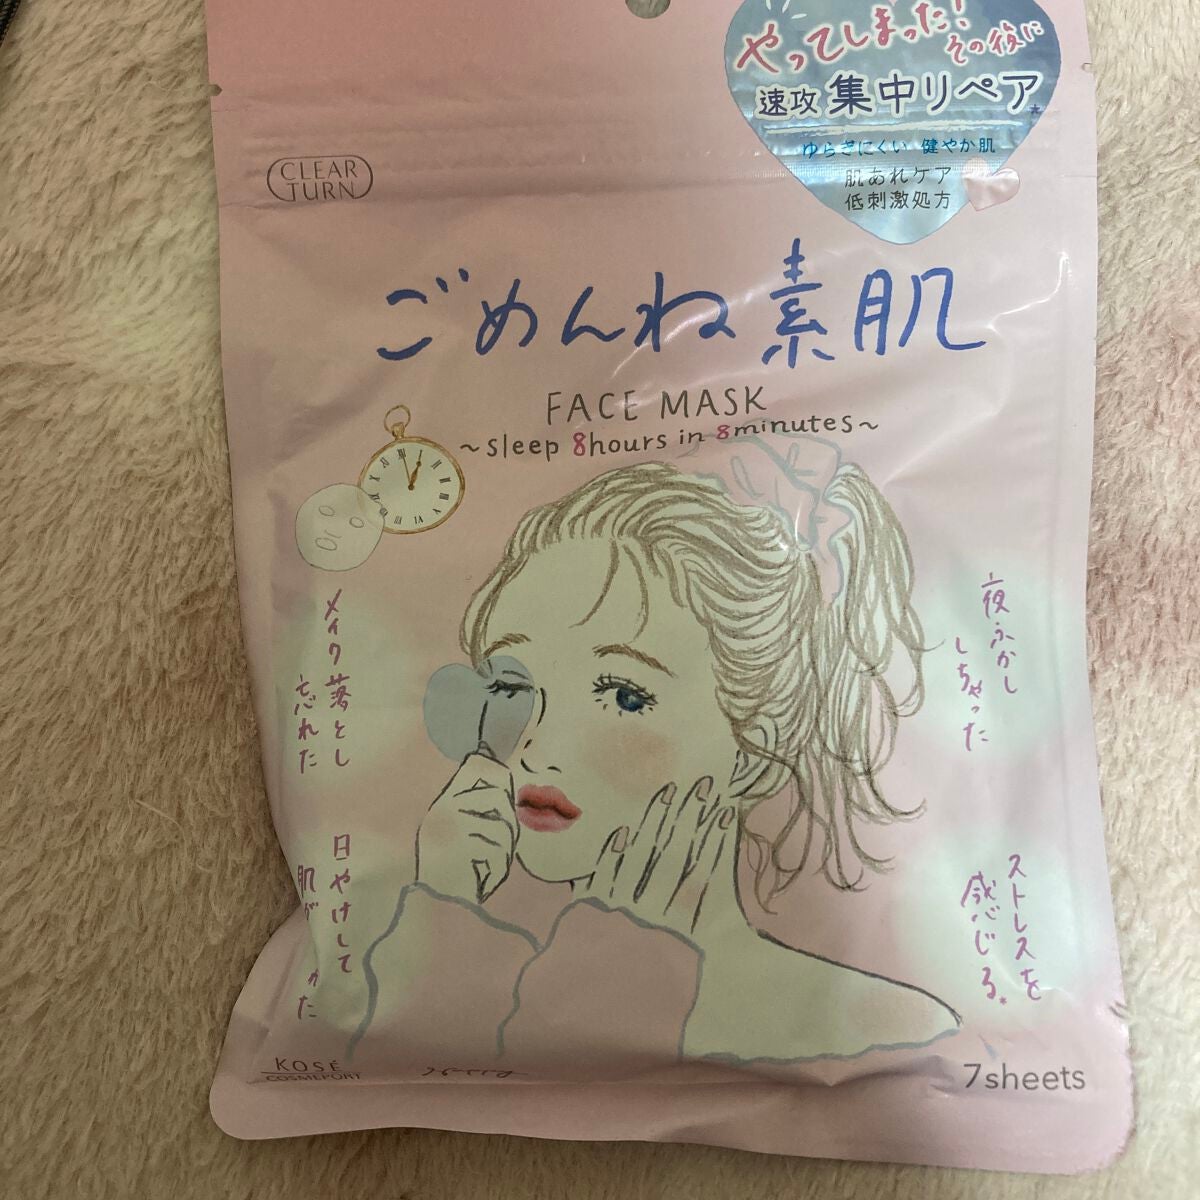 やってしまった！その後に
速攻 集中リペア*
ゆらぎにくい 健やか肌
肌あれケア
低刺激処方
CLEAR
TURN
ごめんね素肌
FACE MASK
~sleep 8hours in 8minutes~
メイク落とし
忘れた
夜ふかし
しちゃった
日やけして
肌が
た
ストレスを
感じる*
KOSÉ
COSMEPORT
7sheets